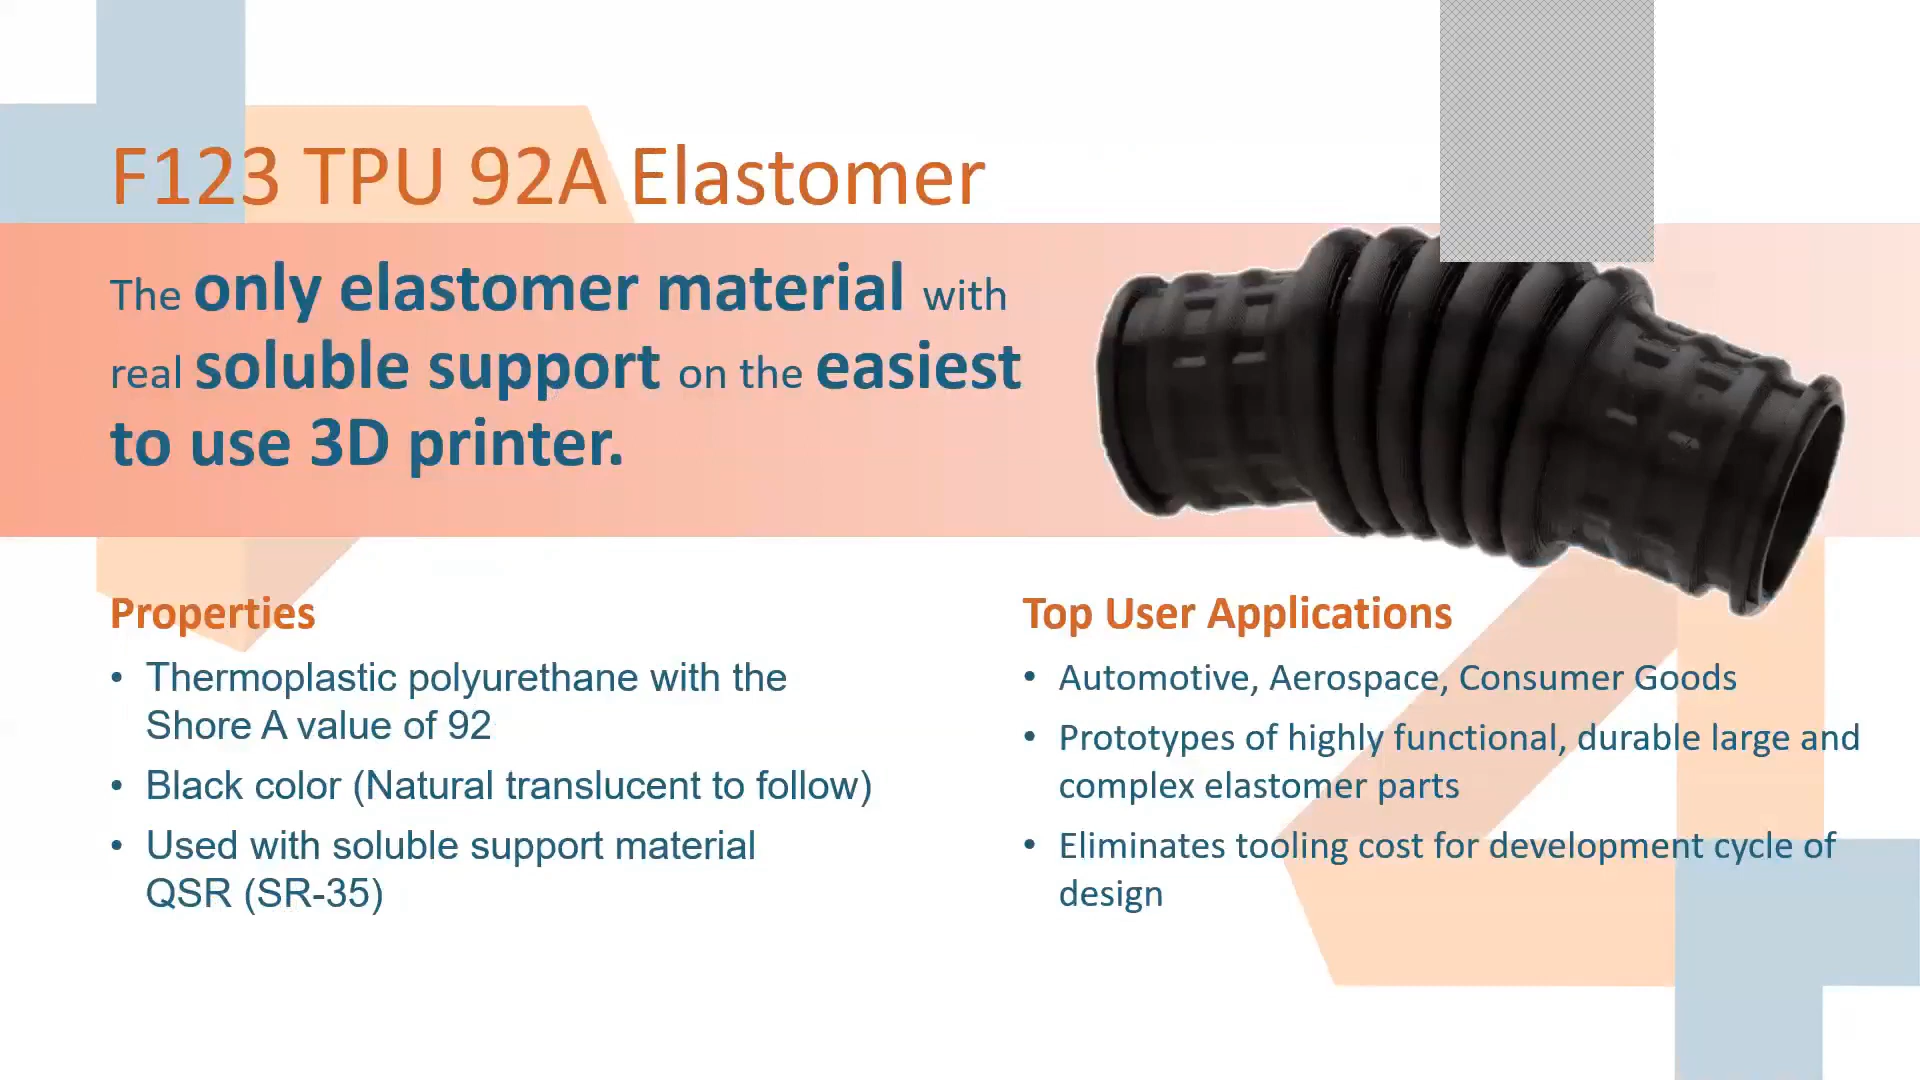 F123 TPU 92A Elastomer
The only elastomer material with
real soluble support on the easiest
to use 3D printer.
Properties
• Thermoplastic polyurethane with the
Shore A value of 92
• Black color (Natural translucent to follow)
• Used with soluble support material
QSR (SR-35)
Top User Applications
• Automotive, Aerospace, Consumer Goods
• Prototypes of highly functional, durable large and
complex elastomer parts
• Eliminates tooling cost for development cycle of
design